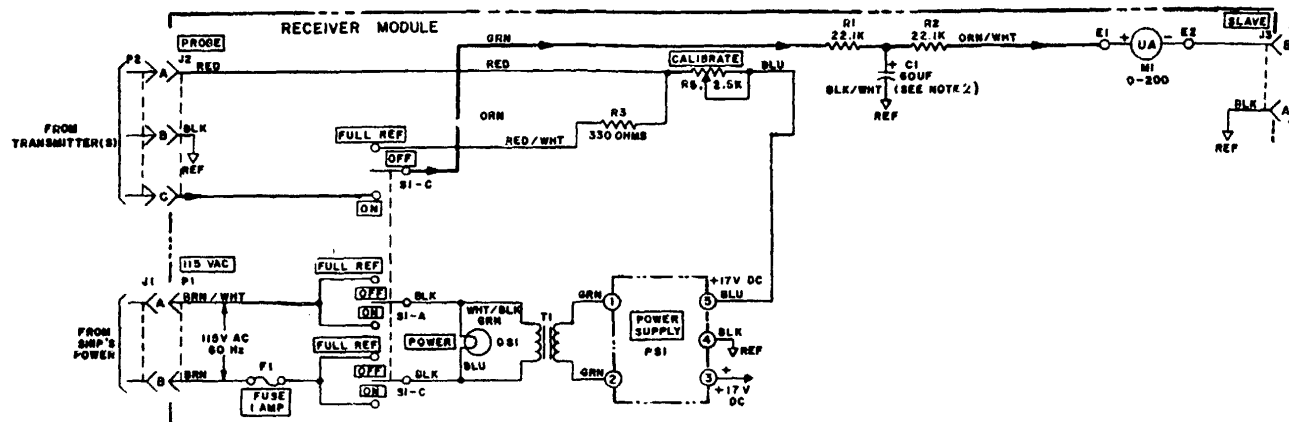 RECEIVER MODULE
P2
PROBE
J2
A
RED
RED
CALIBRATE
R6, 2.5K
BLU
GRN
R1
22.1K
R2
22.1K
ORN/WHT
E1
+
UA
-
E2
M1
0-200
SLAVE
J3
B
+ C1
60UF
BLK/WHT (SEE NOTE 2)
REF
BLK
A
REF
FROM
TRANSMITTER(S)
B
BLK
REF
C
ORN
FULL REF
RED/WHT
R3
330 OHMS
OFF
S1-C
ON
115 VAC
J1
P1
A
BRN/WHT
FROM
SHIP'S
POWER
115V AC
60 Hz
B
BRN
F1
FUSE
1 AMP
FULL REF
OFF
ON
BLK
S1-A
FULL REF
OFF
ON
BLK
S1-C
WHT/BLK
GRN
POWER
DS1
BLU
T1
GRN
GRN
1
2
POWER
SUPPLY
PS1
+17V DC
5
BLU
4
BLK
REF
3
+
+17V
DC